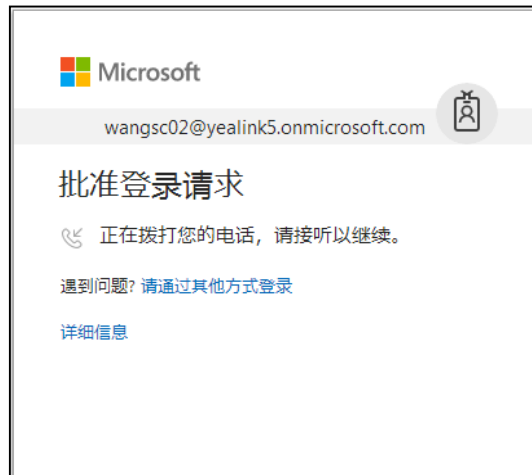 Microsoft
wangsc02@yealink5.onmicrosoft.com
批准登录请求
正在拨打您的电话，请接听以继续。
遇到问题? 请通过其他方式登录
详细信息